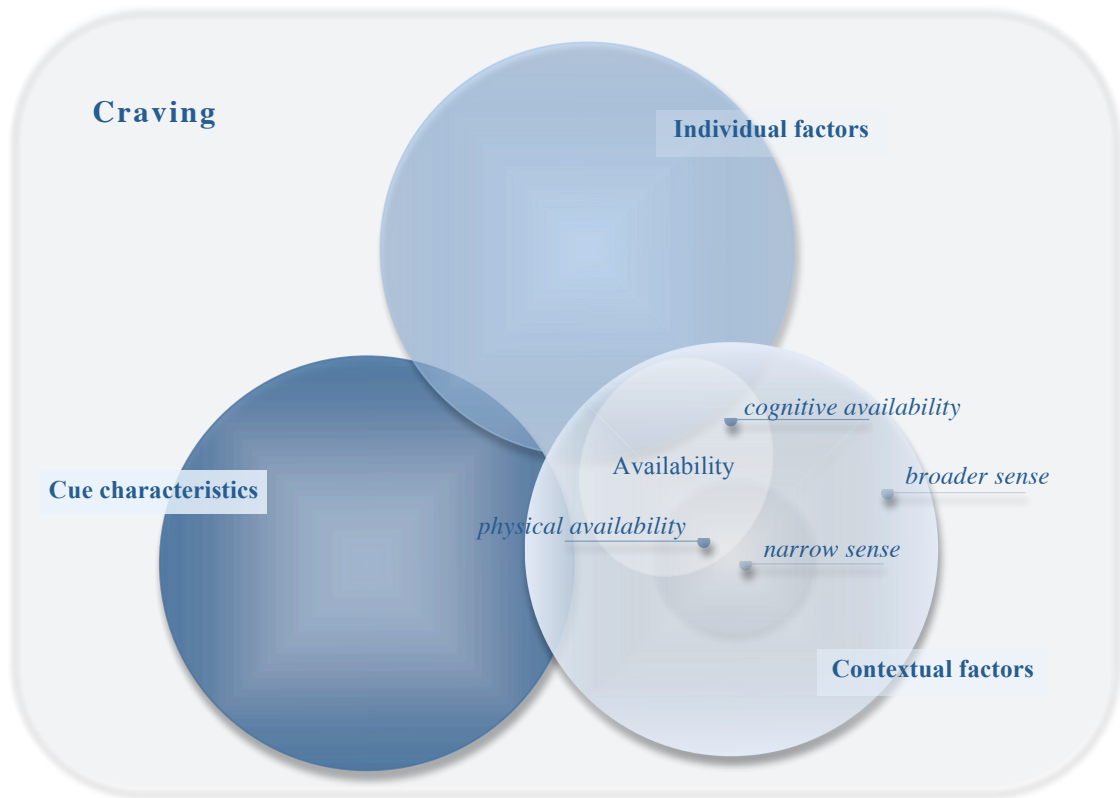 Craving
Individual factors
cognitive availability
Availability
broader sense
Cue characteristics
physical availability
narrow sense
Contextual factors